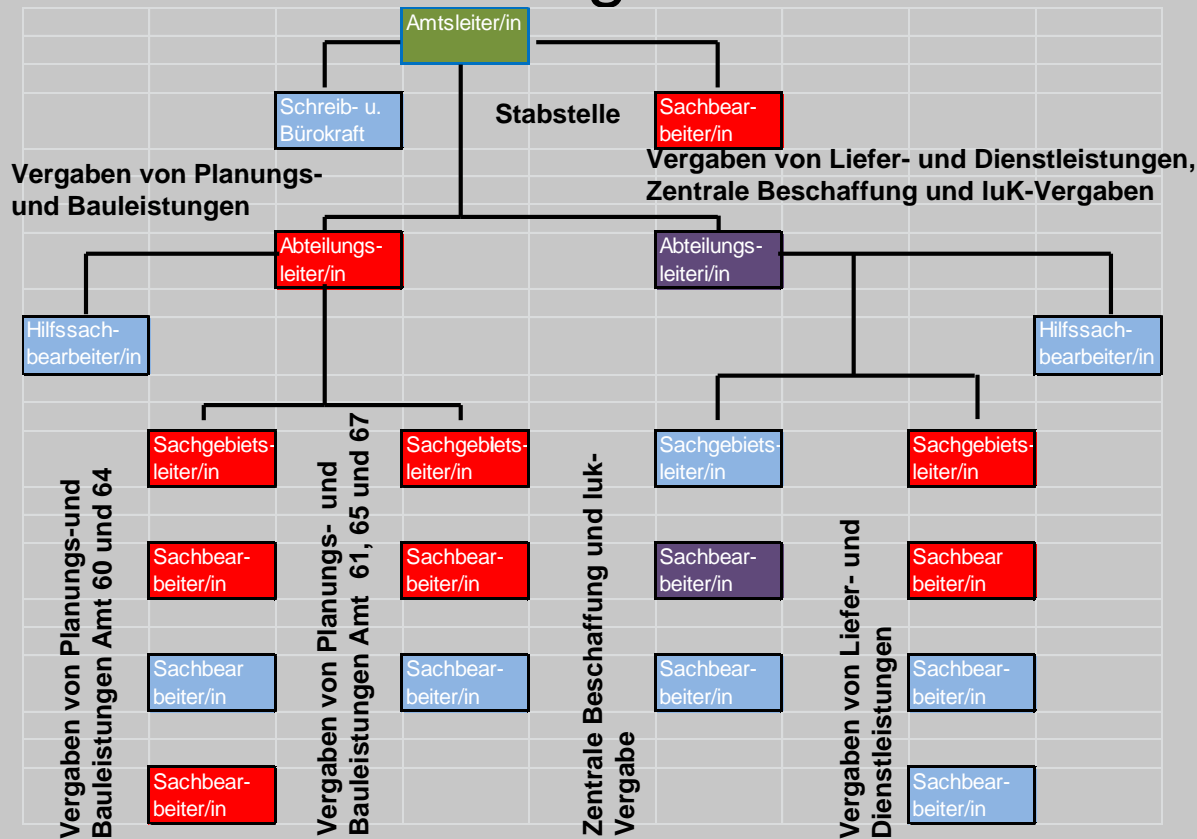 Amtsleiter/in
Schreib- u.
Bürokraft
Stabstelle
Sachbear-
beiter/in
Vergaben von Planungs-
und Bauleistungen
Vergaben von Liefer- und Dienstleistungen,
Zentrale Beschaffung und IuK-Vergaben
Abteilungs-
leiter/in
Abteilungs-
leiteri/in
Hilfssach-
bearbeiter/in
Hilfssach-
bearbeiter/in
Vergaben von Planungs-und
Bauleistungen Amt 60 und 64
Sachgebiets-
leiter/in
Sachbear-
beiter/in
Sachbear
beiter/in
Sachbear-
beiter/in
Vergaben von Planungs- und
Bauleistungen Amt 61, 65 und 67
Sachgebiets-
leiter/in
Sachbear-
beiter/in
Sachbear-
beiter/in
Zentrale Beschaffung und Iuk-
Vergabe
Sachgebiets-
leiter/in
Sachbear-
beiter/in
Sachbear-
beiter/in
Vergaben von Liefer- und
Dienstleistungen
Sachgebiets-
leiter/in
Sachbear
beiter/in
Sachbear-
beiter/in
Sachbear-
beiter/in